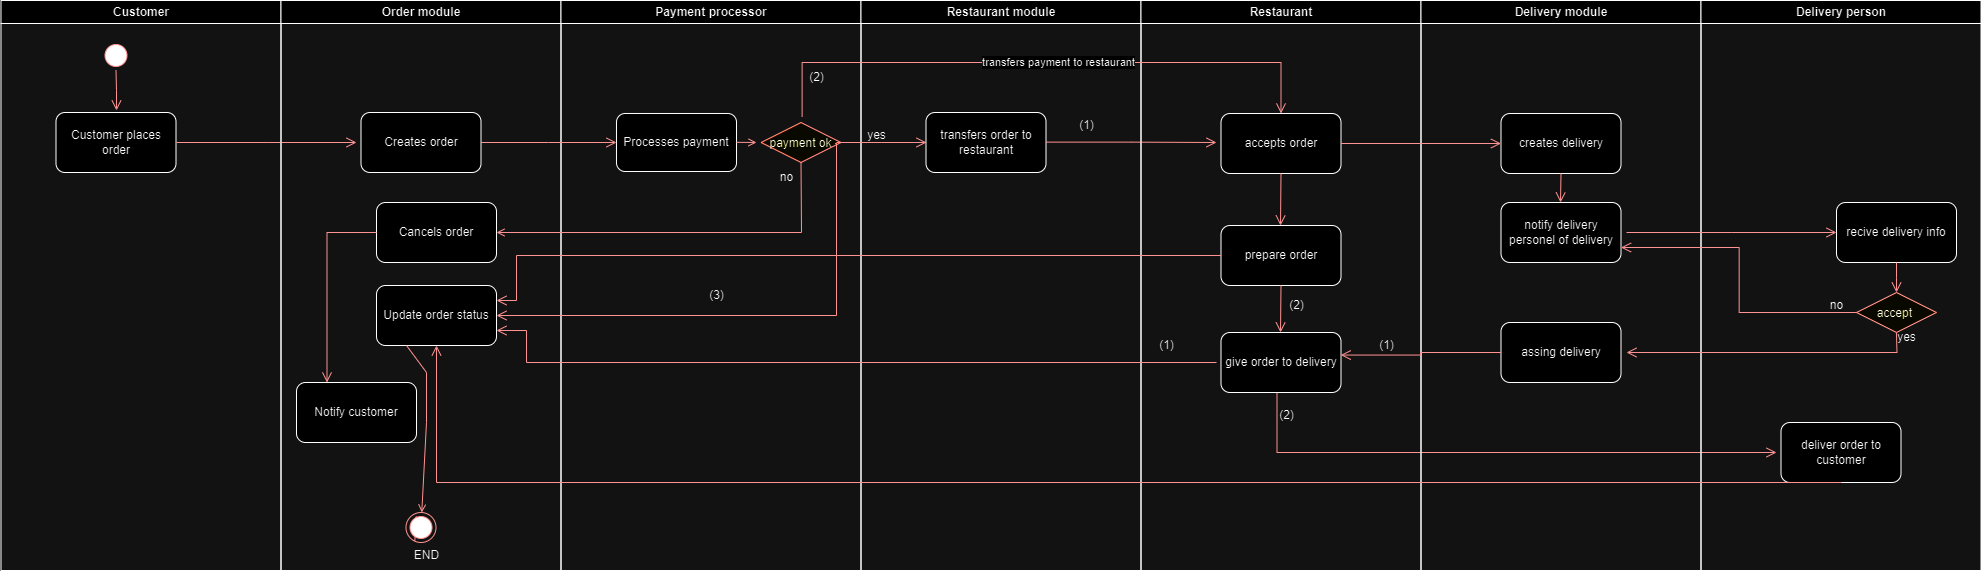 Customer
Order module
Payment processor
Restaurant module
Restaurant
Delivery module
Delivery person
transfers payment to restaurant
(2)
Customer places
order
Creates order
Processes payment
payment ok
yes
transfers order to
restaurant
(1)
accepts order
creates delivery
no
Cancels order
notify delivery
personel of delivery
recive delivery info
prepare order
(3)
(2)
Update order status
no
accept
yes
(1)
give order to delivery
(1)
assing delivery
Notify customer
(2)
deliver order to
customer
END